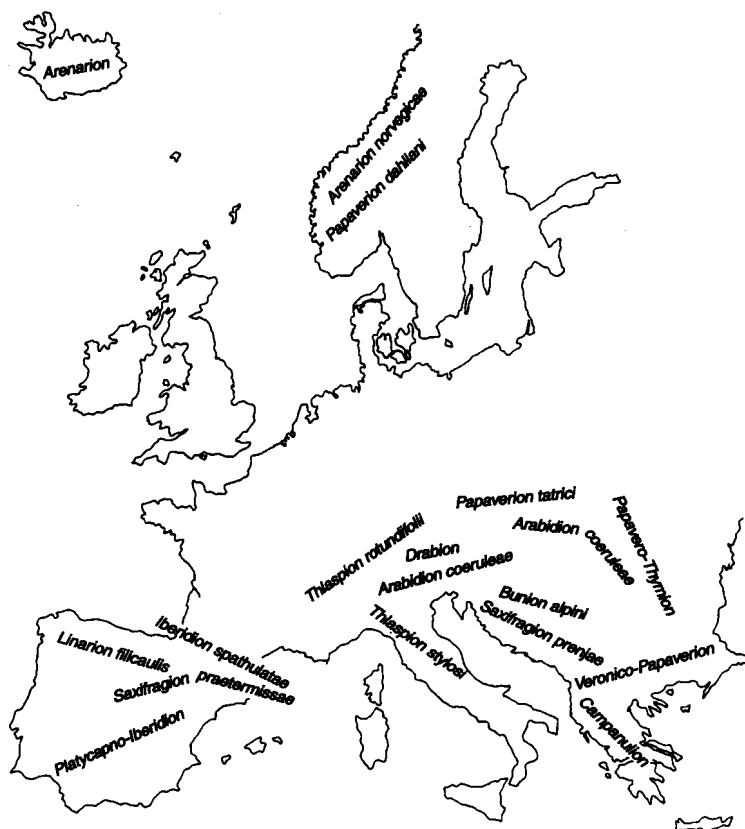 Arenarion
Arenarion norvegicae
Papaverion dahliani
Papaverion tatrici
Papavero-Thymion
Thlaspion rotundifolii
Arabidion coeruleae
Drabion
Arabidion coeruleae
Bunion alpini
Thlaspion stylosi
Saxifragion prenjae
Iberidion spathulatae
Linarion filicaulis
Saxifragion praetermissae
Veronico-Papaverion
Campanulion
Platycapno-Iberidion